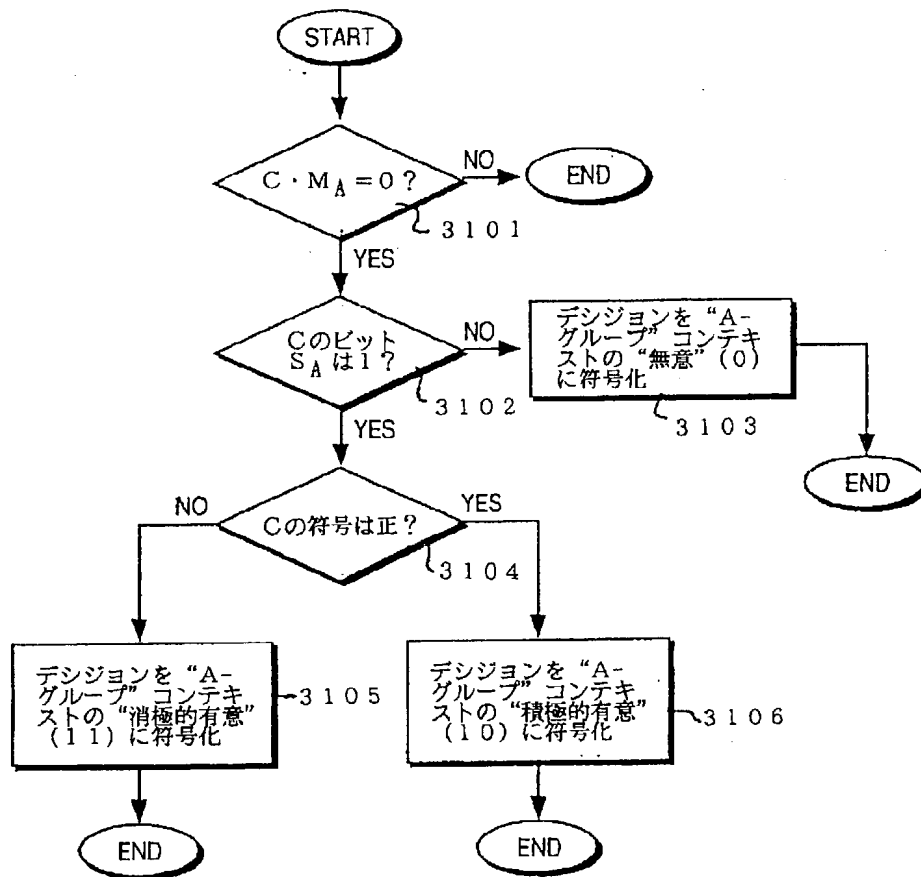 START
C・MA=0?
NO
END
3101
YES
Cのビット
SAは1?
NO
デシジョンを“A-
グループ”コンテキ
ストの“無意”(0)
に符号化
3102
3103
YES
END
Cの符号は正?
NO
YES
3104
デシジョンを“A-
グループ”コンテキ
ストの“消極的有意”
(11)に符号化
3105
デシジョンを“A-
グループ”コンテキ
ストの“積極的有意”
(10)に符号化
3106
END
END